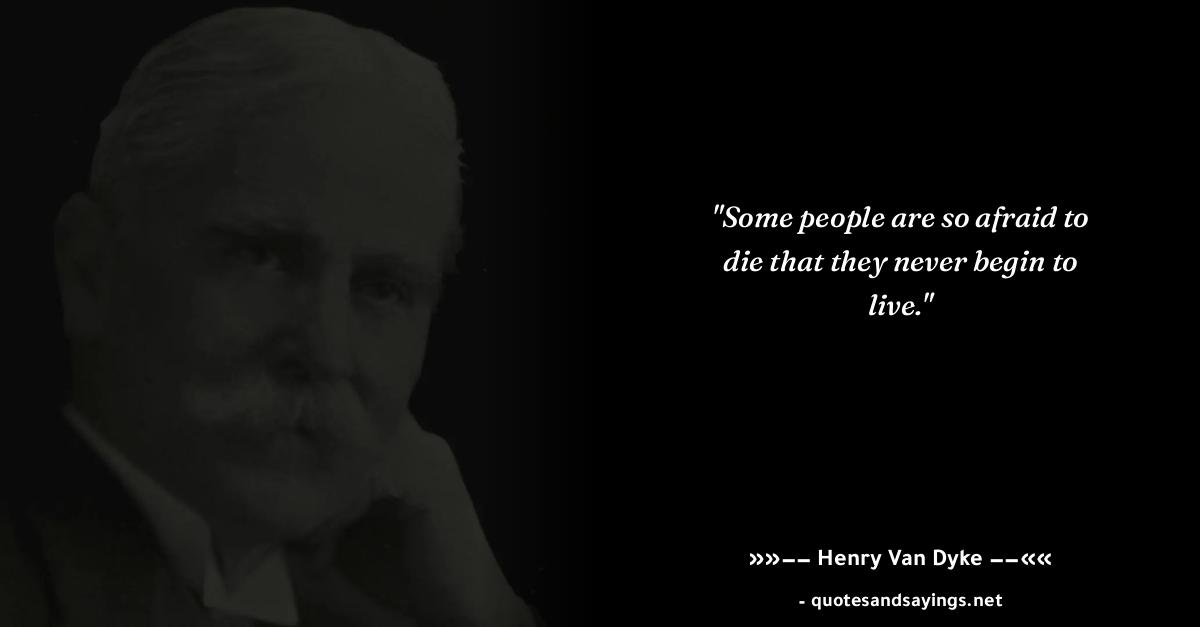 "Some people are so afraid to
die that they never begin to
live."
»»−− Henry Van Dyke −−««
- quotesandsayings.net